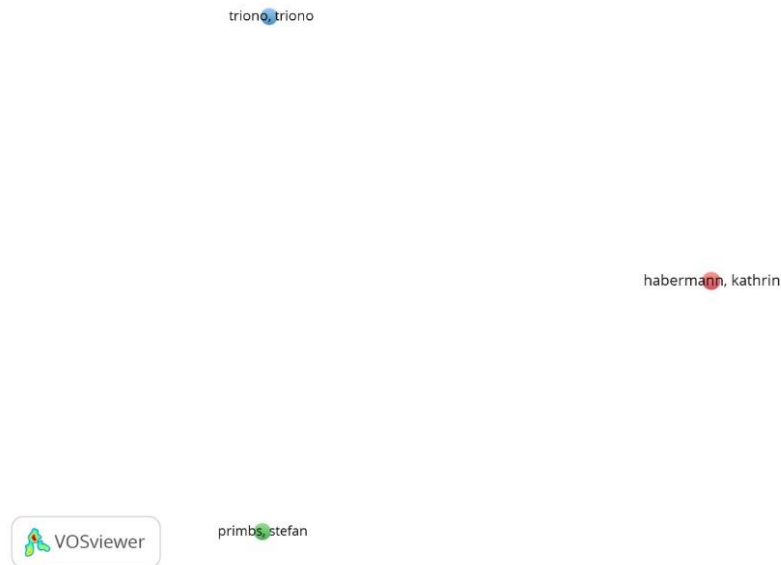 triono, triono
habermann, kathrin
primbs, stefan
VOSviewer